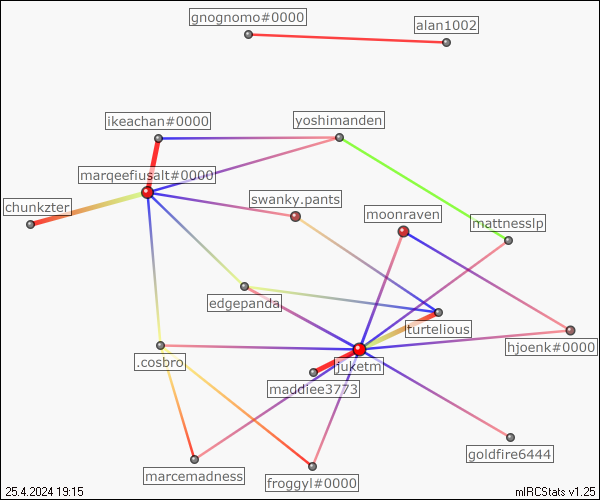 gnognomo#0000
alan1002
ikeachan#0000
yoshimanden
marqeefiusalt#0000
swanky.pants
chunkzter
moonraven
mattnesslp
edgepanda
turtelious
hjoenk#0000
.cosbro
juketm
maddiee3773
goldfire6444
marcemadness
froggyl#0000
25.4.2024 19:15
mIRCStats v1.25